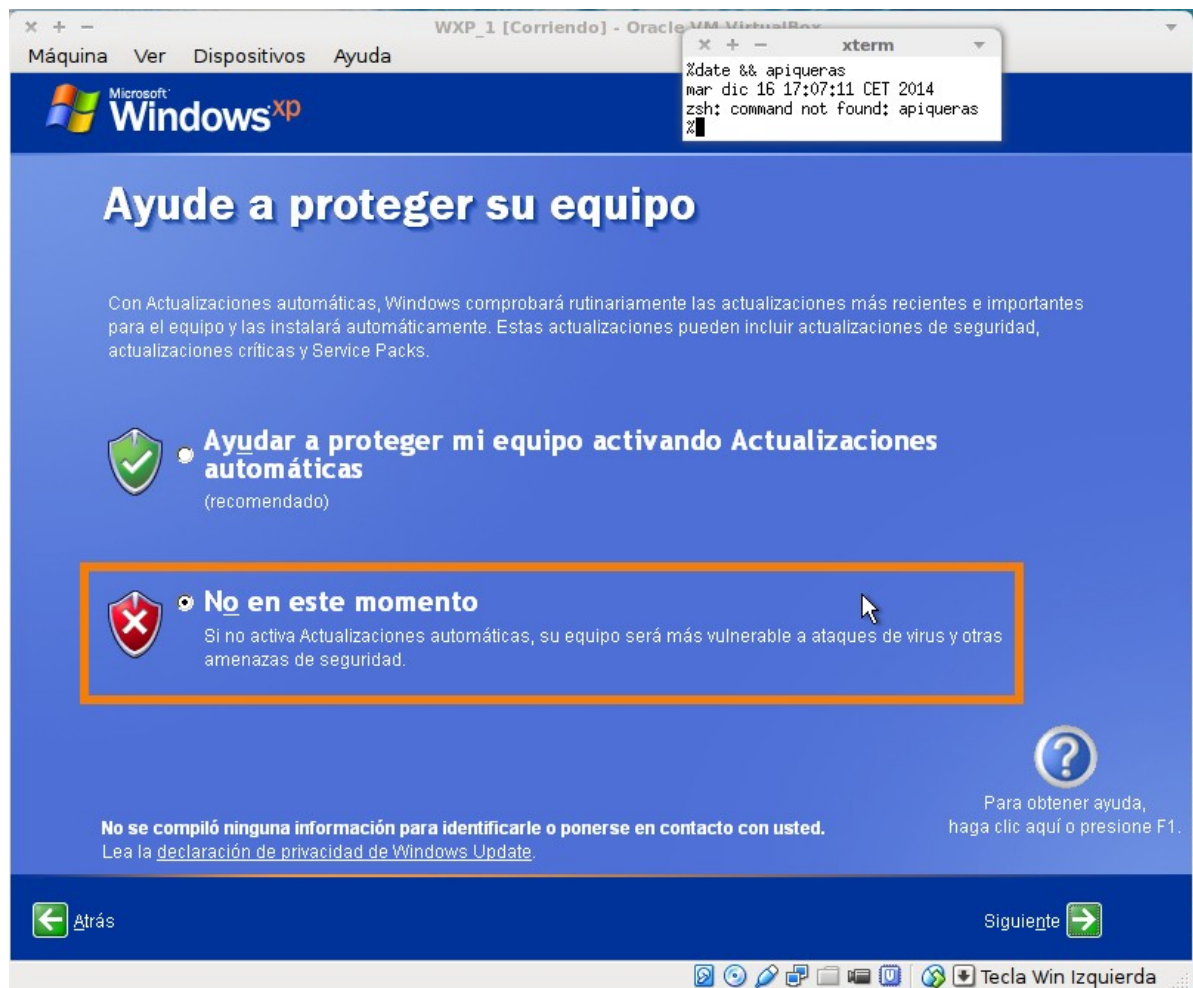 WXP_1 [Corriendo] - Oracle VM VirtualBox
Máquina Ver Dispositivos Ayuda
xterm
%date && apiqueras
mar dic 16 17:07:11 CET 2014
zsh: command not found: apiqueras
%
Microsoft
Windows xp
Ayude a proteger su equipo
Con Actualizaciones automáticas, Windows comprobará rutinariamente las actualizaciones más recientes e importantes
para el equipo y las instalará automáticamente. Estas actualizaciones pueden incluir actualizaciones de seguridad,
actualizaciones críticas y Service Packs.
Ayudar a proteger mi equipo activando Actualizaciones
automáticas
(recomendado)
No en este momento
Si no activa Actualizaciones automáticas, su equipo será más vulnerable a ataques de virus y otras
amenazas de seguridad.
Para obtener ayuda,
haga clic aquí o presione F1.
No se compiló ninguna información para identificarle o ponerse en contacto con usted.
Lea la declaración de privacidad de Windows Update.
Atrás
Siguiente
Tecla Win Izquierda